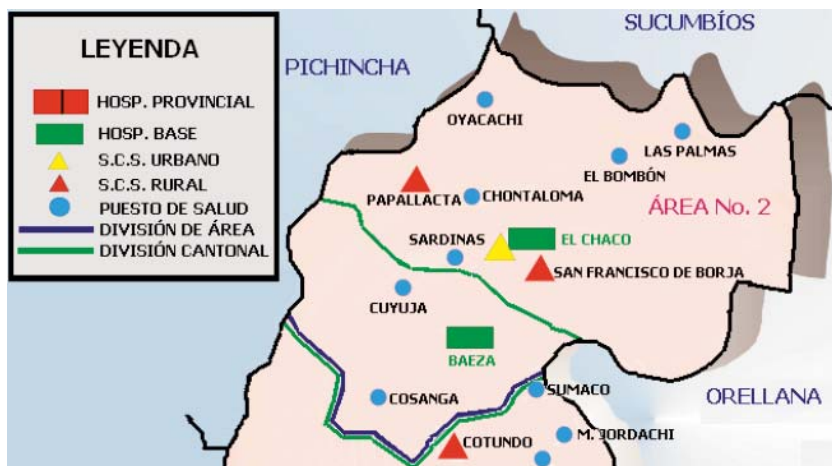 LEYENDA
HOSP. PROVINCIAL
HOSP. BASE
S.C.S. URBANO
S.C.S. RURAL
PUESTO DE SALUD
DIVISIÓN DE ÁREA
DIVISIÓN CANTONAL
SUCUMBÍOS
PICHINCHA
OYACACHI
LAS PALMAS
EL BOMBÓN
PAPALLACTA
CHONTALOMA
ÁREA No. 2
SARDINAS
EL CHACO
SAN FRANCISCO DE BORJA
CUYUJA
BAEZA
ORELLANA
COSANGA
SUMACO
COTUNDO
M. JORDACHI